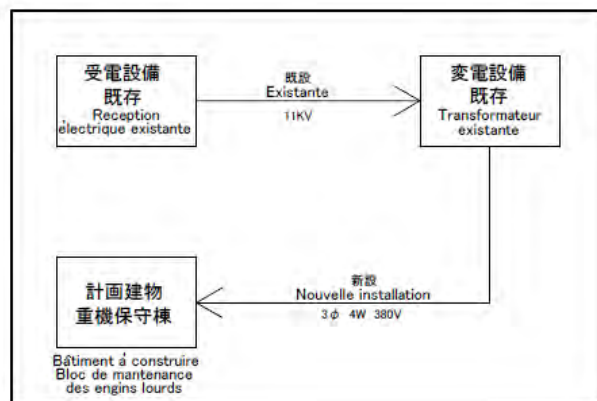 受電設備
既存
Reception
électrique existante
既設
Existante
11KV
変電設備
既存
Transformateur
existante
計画建物
重機保守棟
新設
Nouvelle installation
3φ 4W 380V
Bâtiment à construire
Bloc de mantenance
des engins lourds